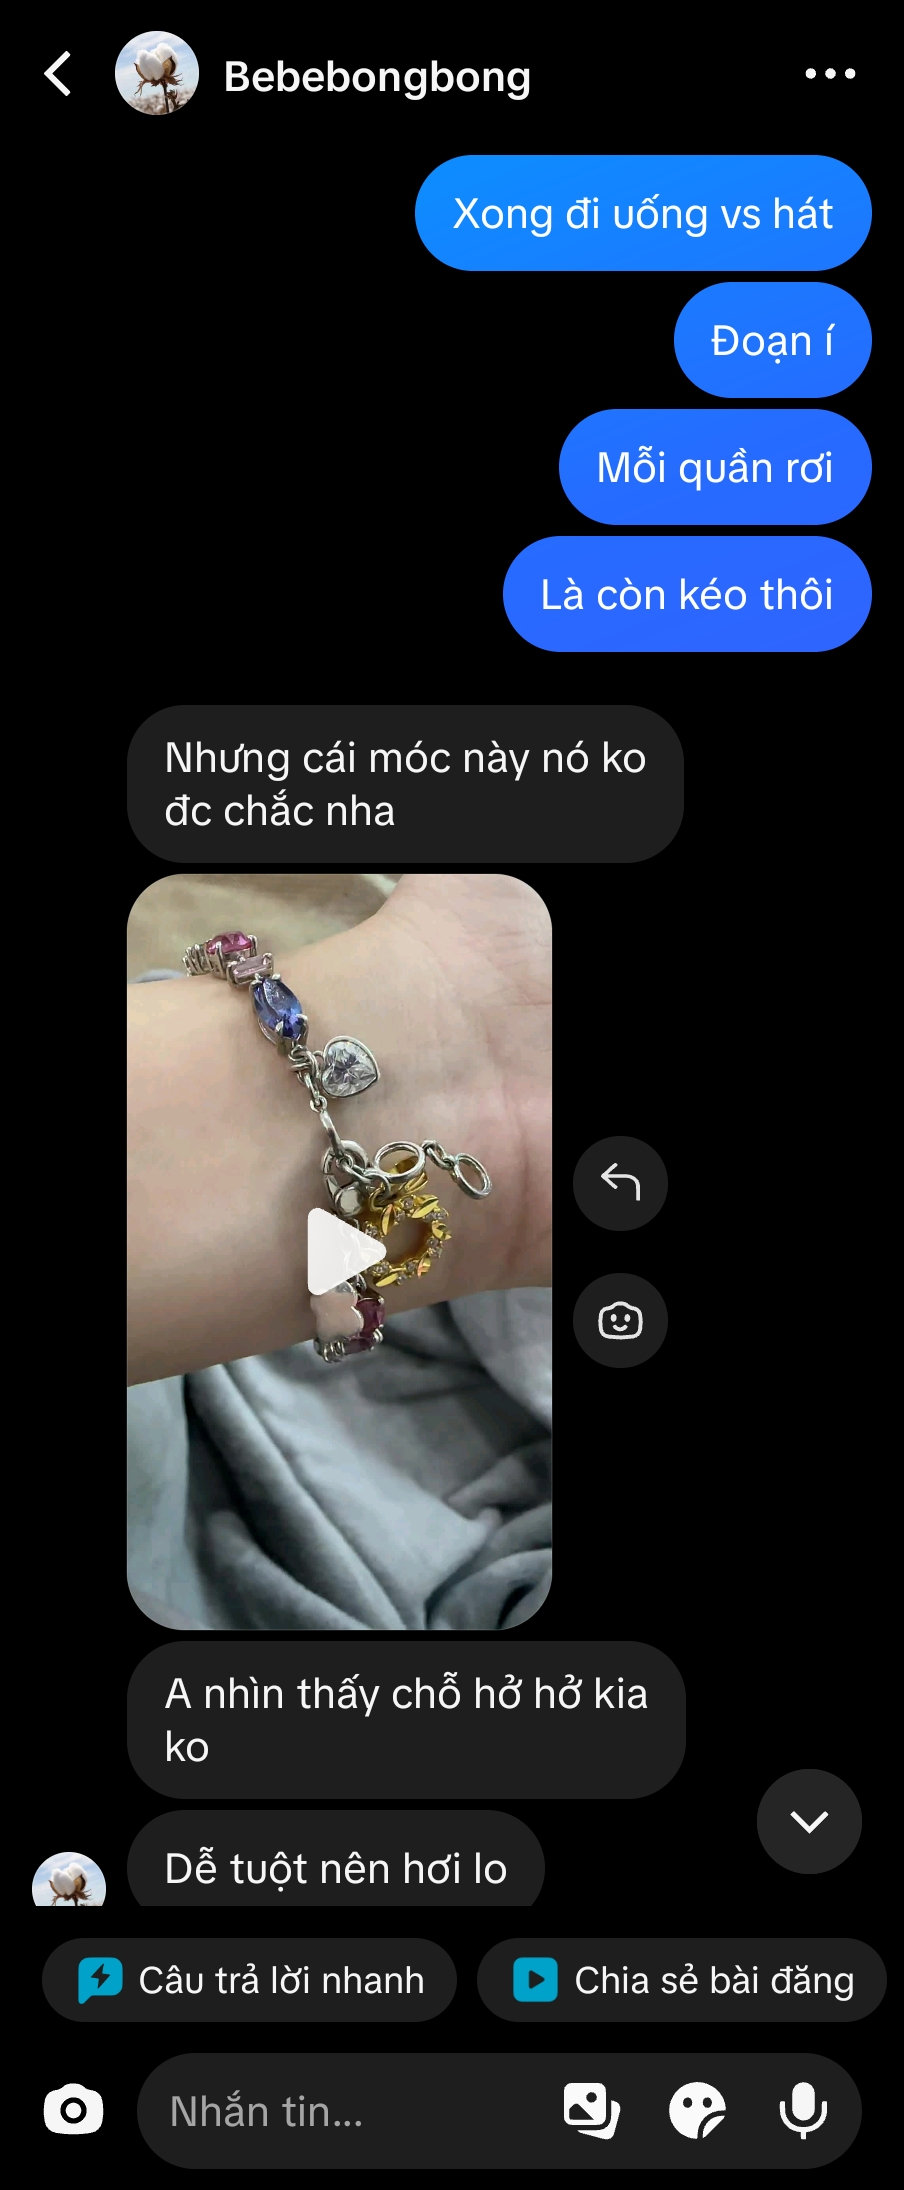 Bebebongbong
Xong đi uống vs hát
Đoạn í
Mỗi quần rơi
Là còn kéo thôi
Nhưng cái móc này nó ko
đc chắc nha
A nhìn thấy chỗ hở hở kia
ko
Dễ tuột nên hơi lo
Câu trả lời nhanh
Chia sẻ bài đăng
Nhắn tin...